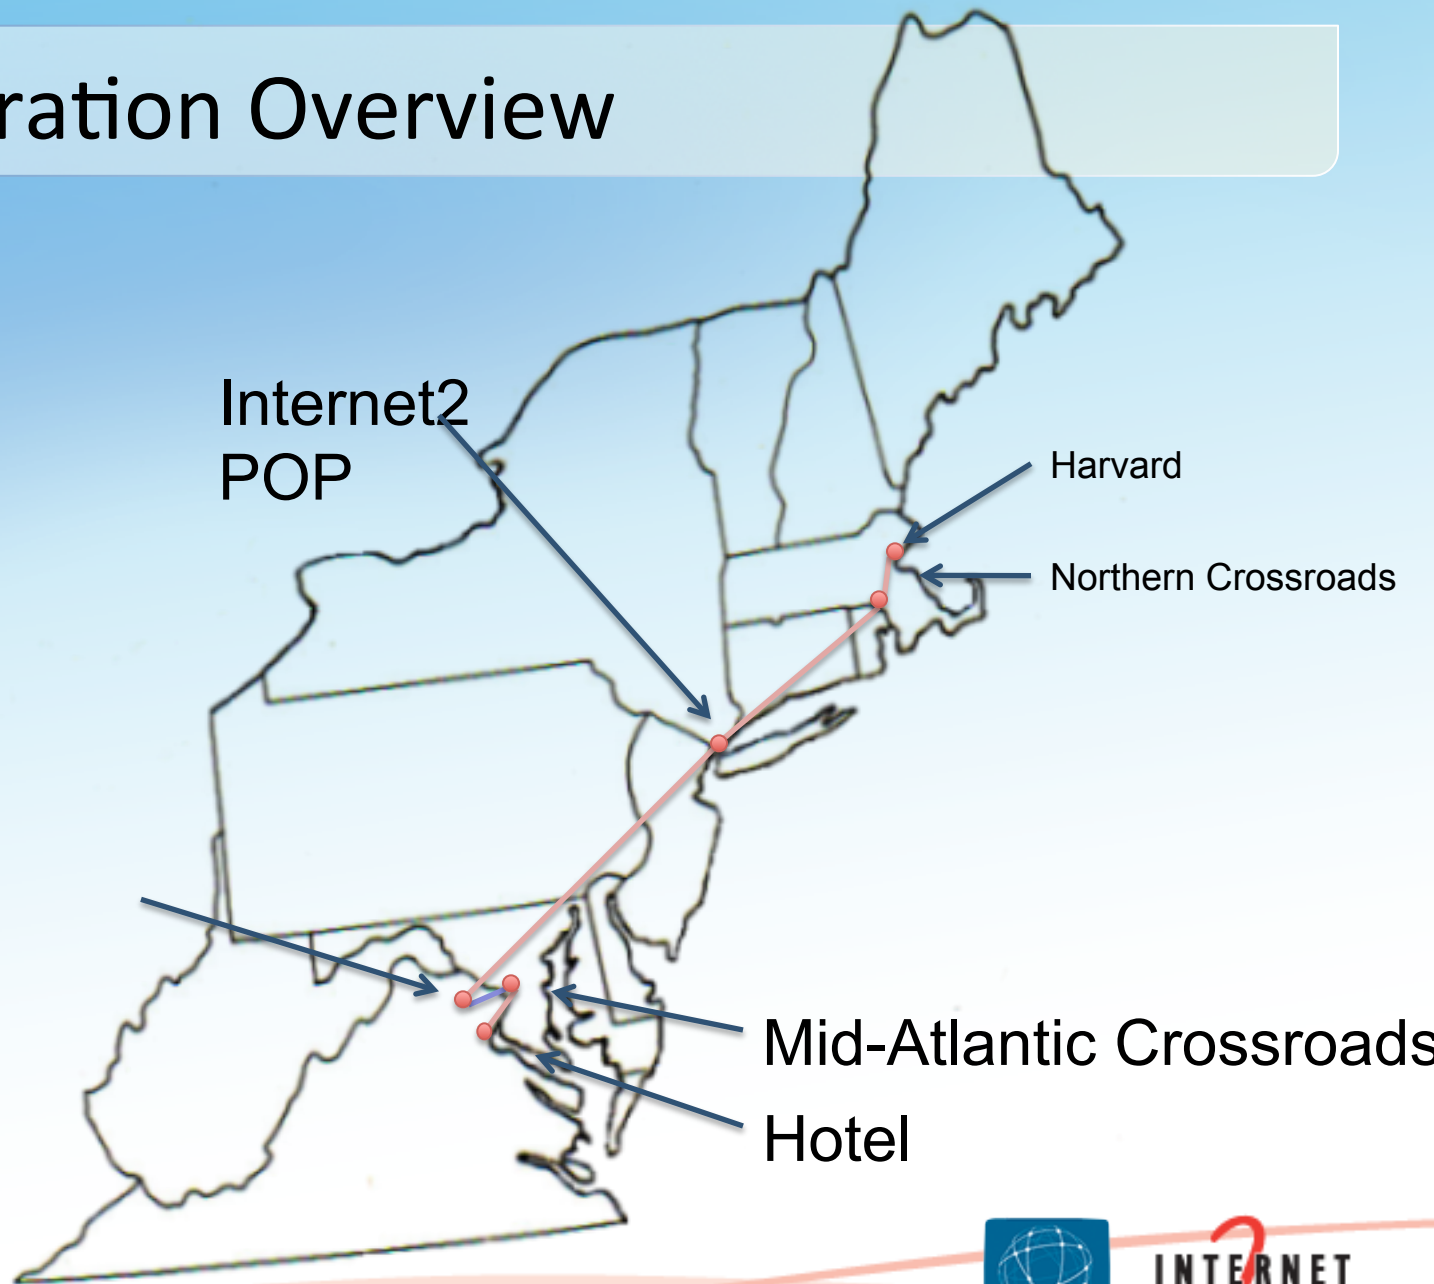 ration Overview
Internet2
POP
Harvard
Northern Crossroads
Mid-Atlantic Crossroads
Hotel
INTERNET